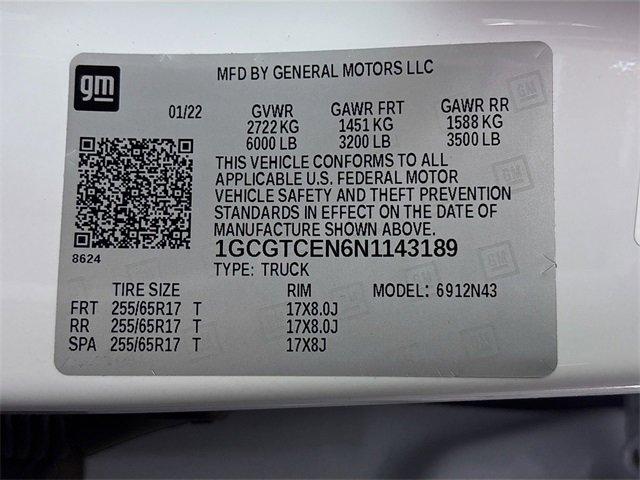 gm
MFD BY GENERAL MOTORS LLC
01/22 GVWR GAWR FRT GAWR RR
2722 KG 1451 KG 1588 KG
6000 LB 3200 LB 3500 LB
THIS VEHICLE CONFORMS TO ALL
APPLICABLE U.S. FEDERAL MOTOR
VEHICLE SAFETY AND THEFT PREVENTION
STANDARDS IN EFFECT ON THE DATE OF
MANUFACTURE SHOWN ABOVE.
8624
1GCGTCEN6N1143189
TYPE: TRUCK
TIRE SIZE RIM MODEL: 6912N43
FRT 255/65R17 T 17X8.0J
RR 255/65R17 T 17X8.0J
SPA 255/65R17 T 17X8J